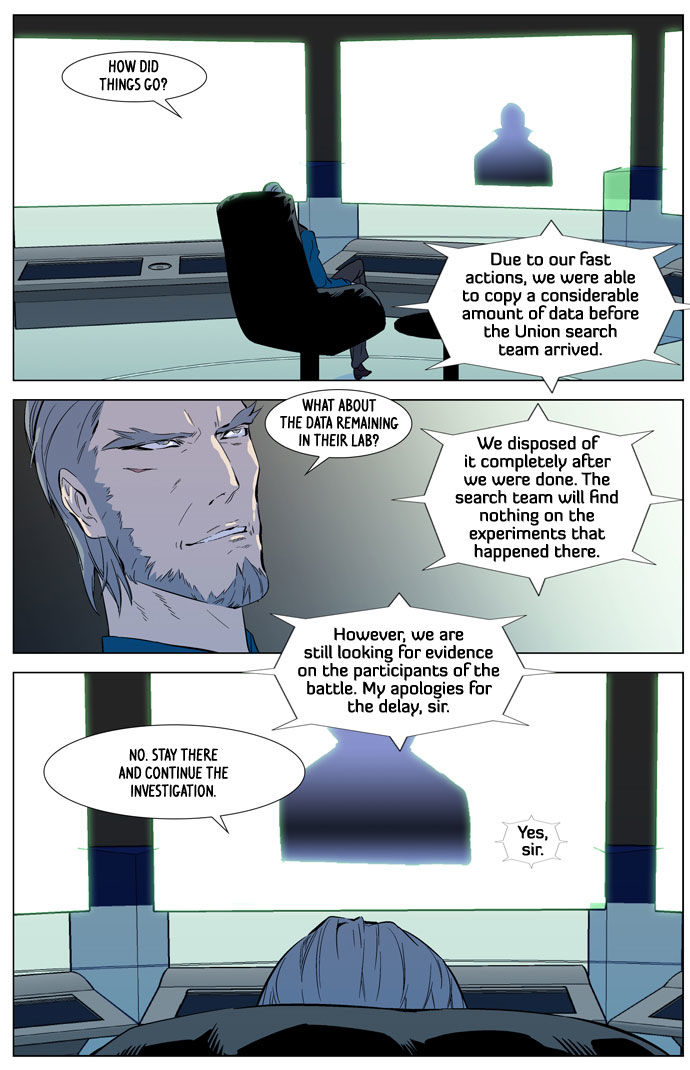 HOW DID
THINGS GO?
Due to our fast
actions, we were able
to copy a considerable
amount of data before
the Union search
team arrived.
WHAT ABOUT
THE DATA REMAINING
IN THEIR LAB?
We disposed of
it completely after
we were done. The
search team will find
nothing on the
experiments that
happened there.
However, we are
still looking for evidence
on the participants of the
battle. My apologies for
the delay, sir.
NO. STAY THERE
AND CONTINUE THE
INVESTIGATION.
Yes,
sir.